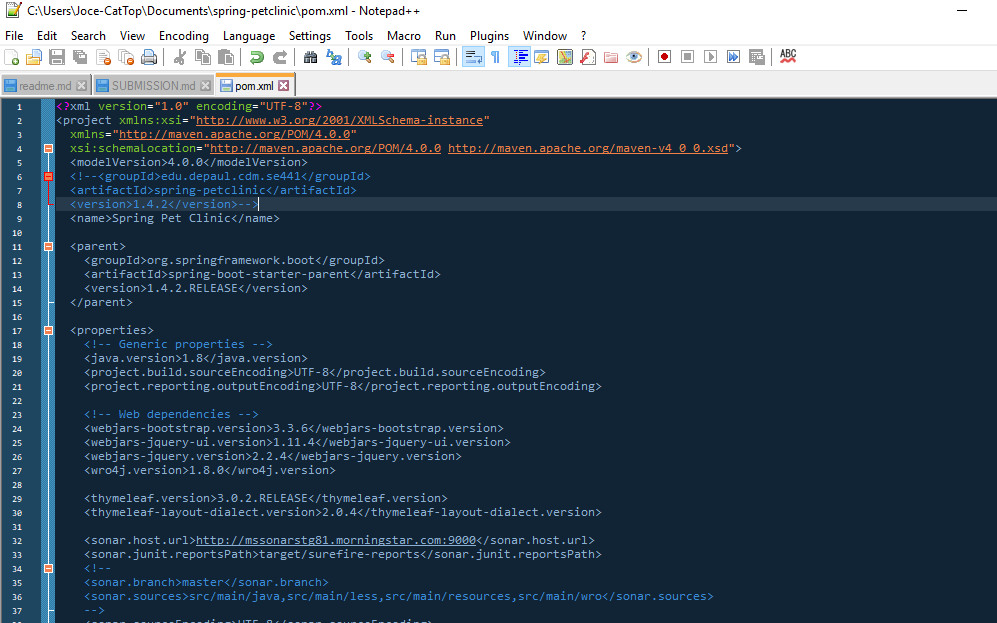 C:\Users\Joce-CatTop\Documents\spring-petclinic\pom.xml - Notepad++
File Edit Search View Encoding Language Settings Tools Macro Run Plugins Window ?
ABC
readme.md SUBMISSION.md pom.xml
1 <?xml version="1.0" encoding="UTF-8"?>
2 <project xmlns:xsi="http://www.w3.org/2001/XMLSchema-instance"
3 xmlns="http://maven.apache.org/POM/4.0.0"
4 xsi:schemaLocation="http://maven.apache.org/POM/4.0.0 http://maven.apache.org/maven-v4_0_0.xsd">
5 <modelVersion>4.0.0</modelVersion>
6 <!--<groupId>edu.depaul.cdm.se441</groupId>
7 <artifactId>spring-petclinic</artifactId>
8 <version>1.4.2</version>-->
9 <name>Spring Pet Clinic</name>
10
11 <parent>
12 <groupId>org.springframework.boot</groupId>
13 <artifactId>spring-boot-starter-parent</artifactId>
14 <version>1.4.2.RELEASE</version>
15 </parent>
16
17 <properties>
18 <!-- Generic properties -->
19 <java.version>1.8</java.version>
20 <project.build.sourceEncoding>UTF-8</project.build.sourceEncoding>
21 <project.reporting.outputEncoding>UTF-8</project.reporting.outputEncoding>
22
23 <!-- Web dependencies -->
24 <webjars-bootstrap.version>3.3.6</webjars-bootstrap.version>
25 <webjars-jquery-ui.version>1.11.4</webjars-jquery-ui.version>
26 <webjars-jquery.version>2.2.4</webjars-jquery.version>
27 <wro4j.version>1.8.0</wro4j.version>
28
29 <thymeleaf.version>3.0.2.RELEASE</thymeleaf.version>
30 <thymeleaf-layout-dialect.version>2.0.4</thymeleaf-layout-dialect.version>
31
32 <sonar.host.url>http://mssonarstg81.morningstar.com:9000</sonar.host.url>
33 <sonar.junit.reportsPath>target/surefire-reports</sonar.junit.reportsPath>
34 <!--
35 <sonar.branch>master</sonar.branch>
36 <sonar.sources>src/main/java,src/main/less,src/main/resources,src/main/wro</sonar.sources>
37 -->